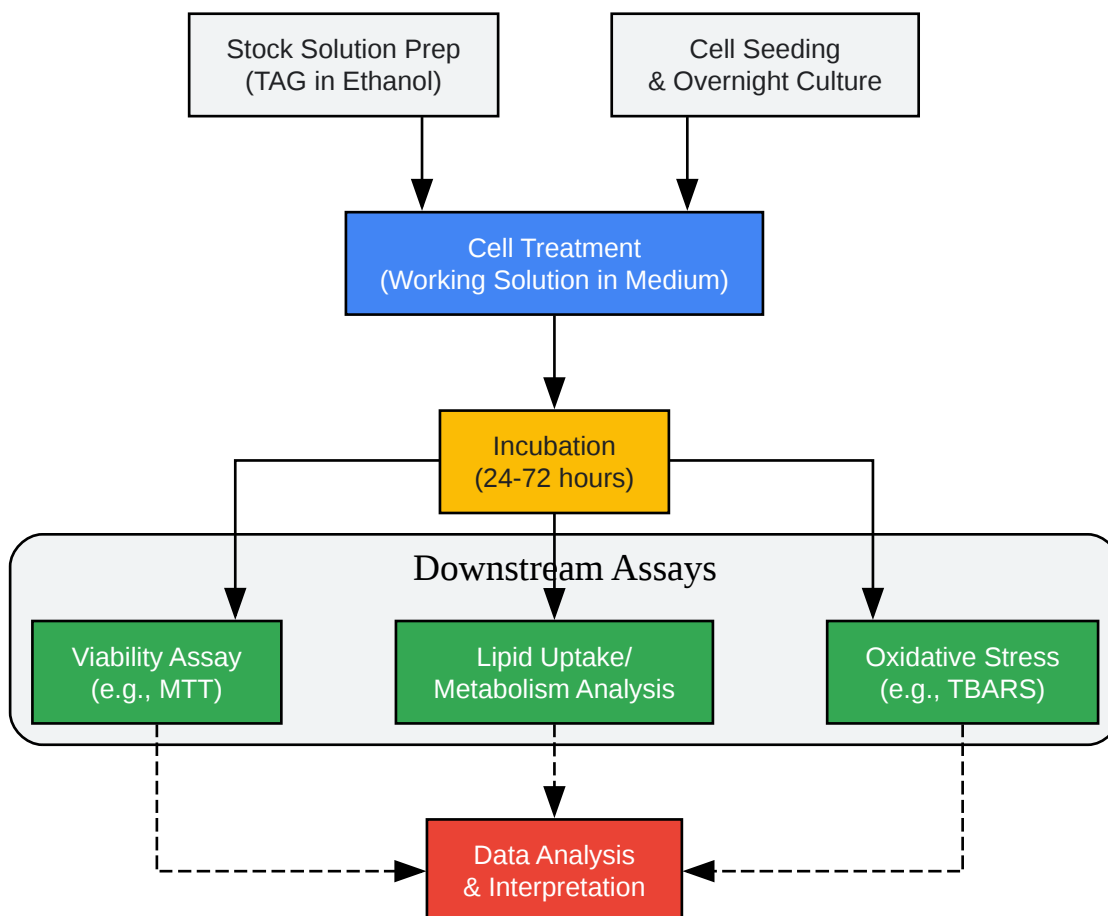 Stock Solution Prep
(TAG in Ethanol)
Cell Seeding
& Overnight Culture
Cell Treatment
(Working Solution in Medium)
Incubation
(24-72 hours)
Downstream Assays
Viability Assay
(e.g., MTT)
Lipid Uptake/
Metabolism Analysis
Oxidative Stress
(e.g., TBARS)
Data Analysis
& Interpretation